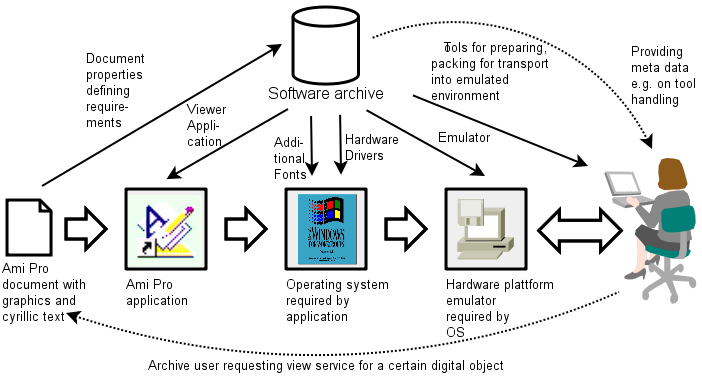 Document
properties
defining
require-
ments
Software archive
Tools for preparing,
packing for transport
into emulated
environment
Providing
meta data
e.g. on tool
handling
Viewer
Appli-
cation
Addi-
tional
Fonts
Hardware
Drivers
Emulator
WINDOWS
FOR WORKGROUPS
Ami Pro
document with
graphics and
cyrillic text
Ami Pro
application
Operating system
required by
application
Hardware plattform
emulator
required by
OS
Archive user requesting view service for a certain digital object